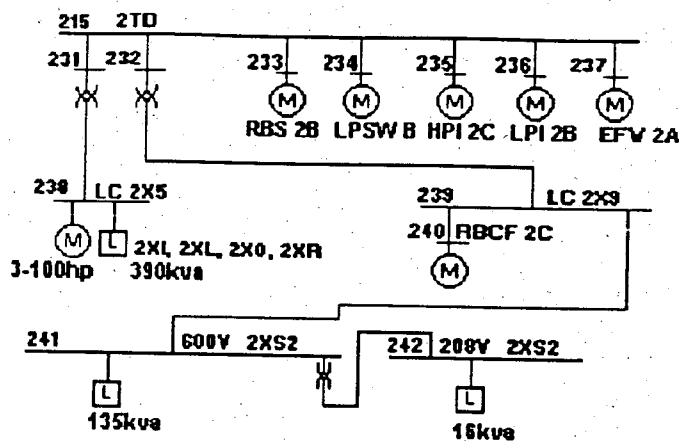 215 2TD
231 232 233 234 235 236 237
M M M M M
RBS 2B LPSW B HPI 2C LPI 2B EFW 2A
238 LC 2X5
239 LC 2X9
240 RBCF 2C
M L 2XI, 2XL, 2XO, 2XR
M
3-100hp 390kva
241 600V 2XS2 242 208V 2XS2
L L
135kva 16kva